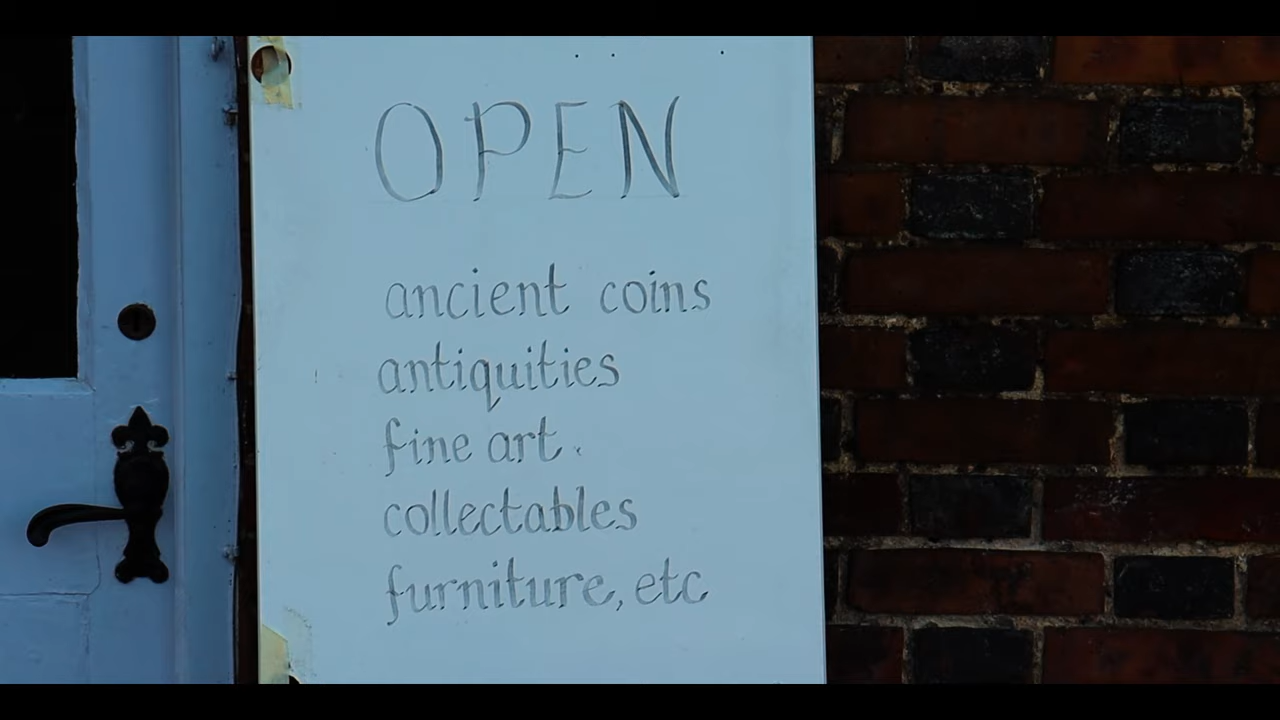 OPEN
ancient coins
antiquities
fine art.
collectables
furniture, etc